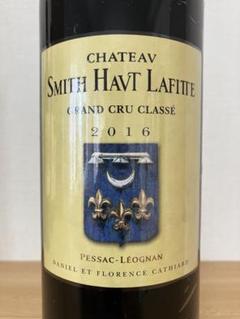 CHATEAV
SMITH HAVT LAFITTE
GRAND CRU CLASSÉ
2016
PESSAC-LÉOGNAN
DANIEL ET FLORENCE CATHIARD